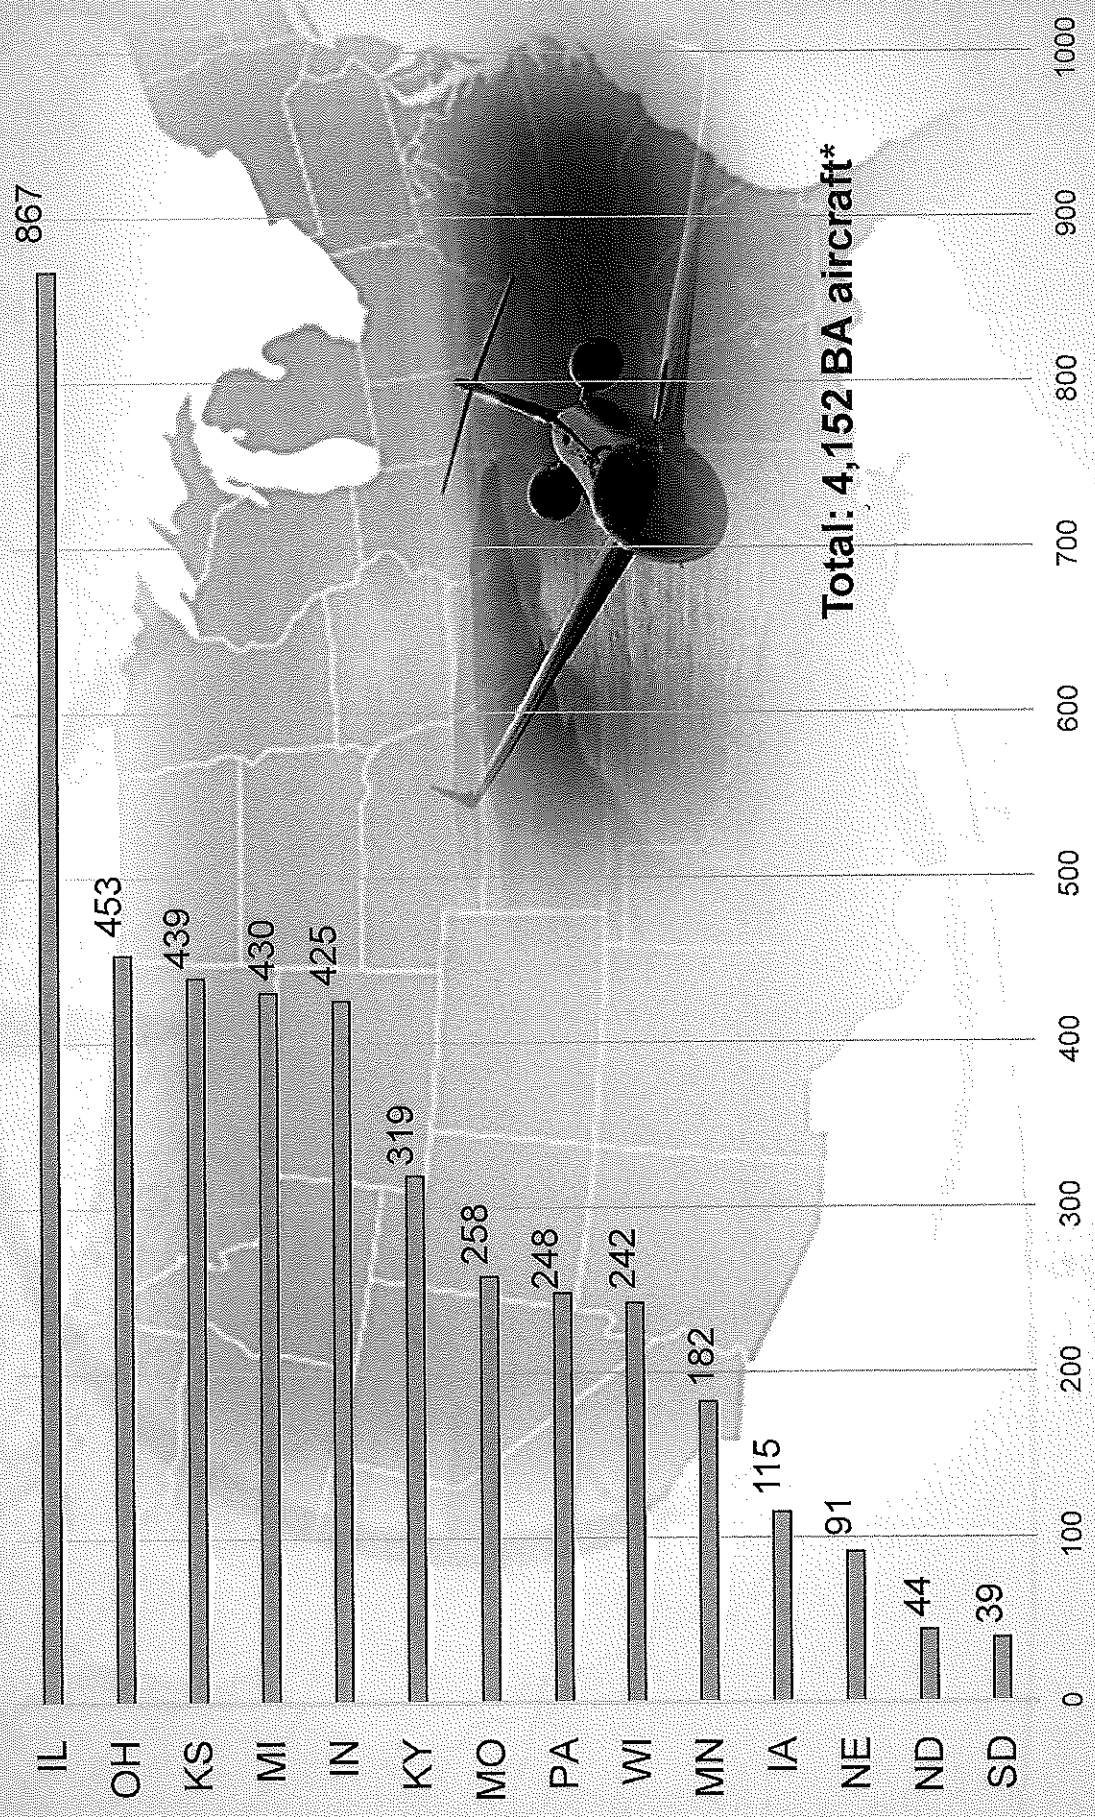 IL 867
OH 453
KS 439
MI 430
IN 425
KY 319
MO 258
PA 248
WI 242
MN 182
IA 115
NE 91
ND 44
SD 39
0 100 200 300 400 500 600 700 800 900 1000
Total: 4,152 BA aircraft*